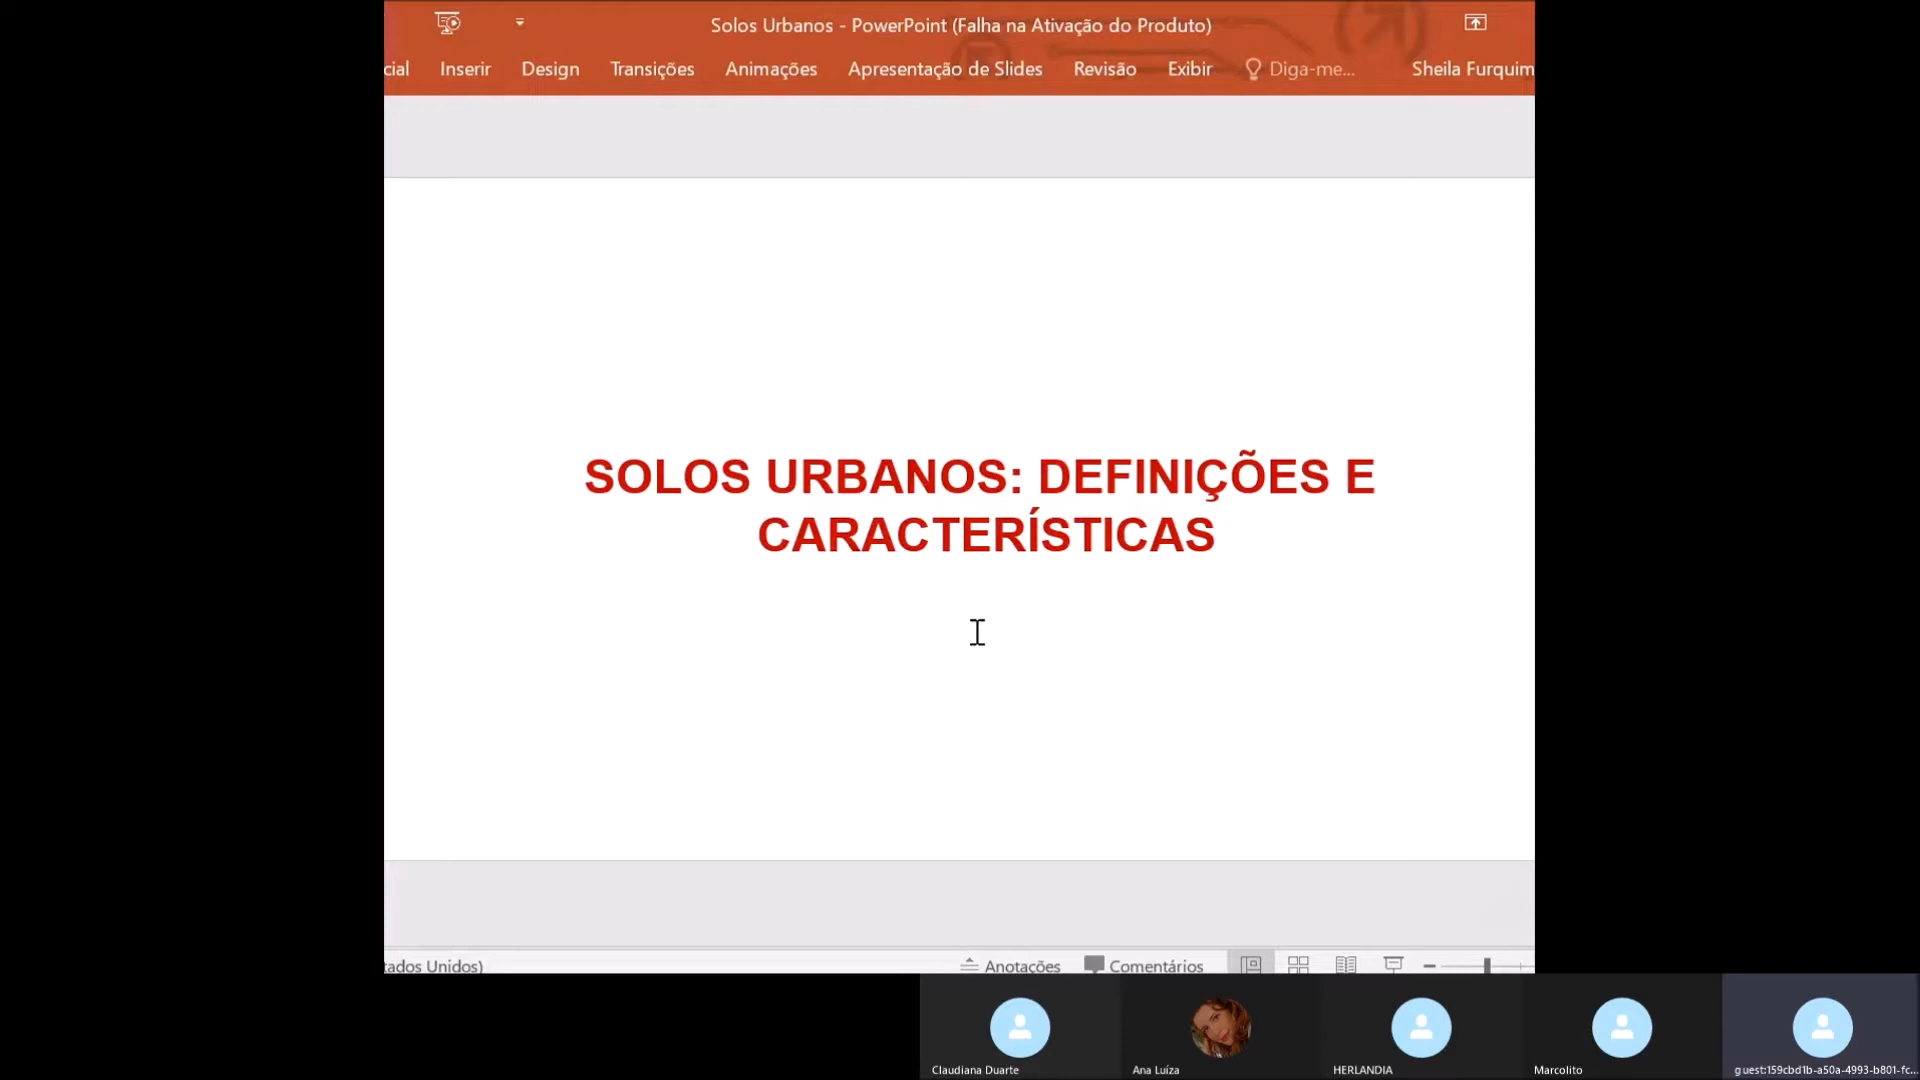 Solos Urbanos - PowerPoint (Falha na Ativação do Produto)
cial Inserir Design Transições Animações Apresentação de Slides Revisão Exibir Diga-me... Sheila Furquim
SOLOS URBANOS: DEFINIÇÕES E
CARACTERÍSTICAS
tados Unidos) Anotações Comentários
Claudiana Duarte Ana Luíza HERLANDIA Marcolito guest:159cbd1b-a50a-4993-b801-fc...